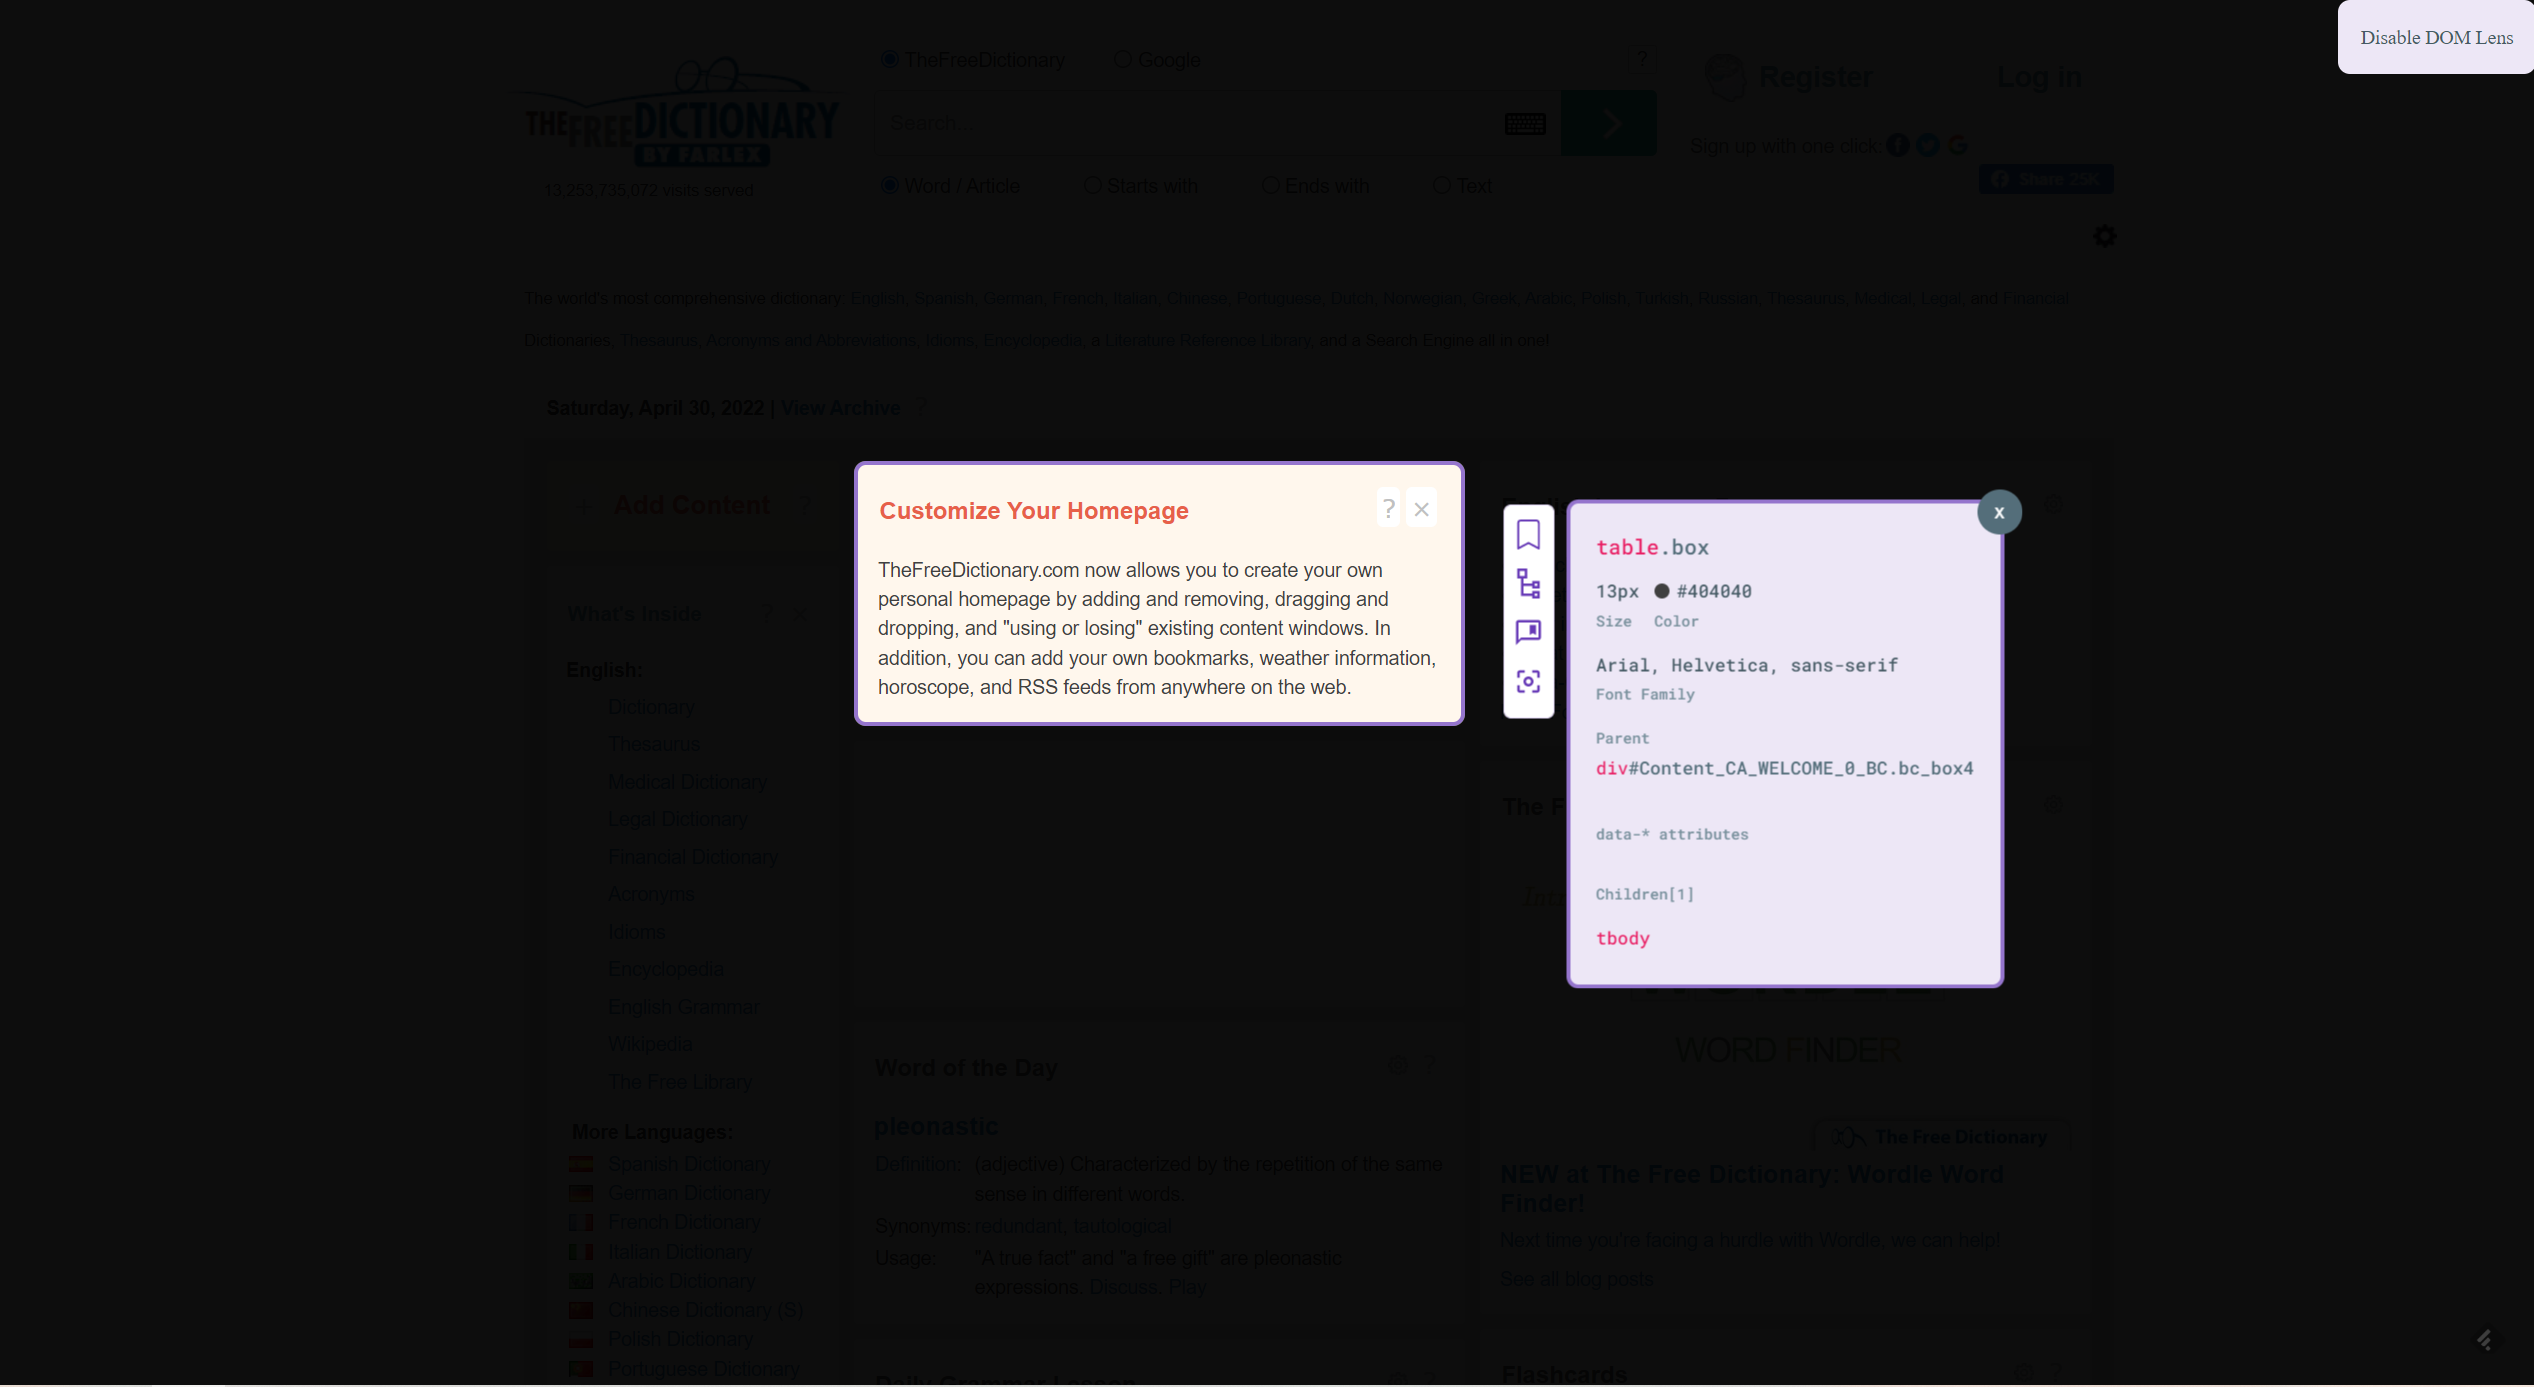 Disable DOM Lens
TheFreeDictionary
Google
?
Register
Log in
THE FREE DICTIONARY
BY FARLEX
Search...
Sign up with one click:
13,253,735,072 visits served
Word / Article
Starts with
Ends with
Text
Share 25K
The world's most comprehensive dictionary: English, Spanish, German, French, Italian, Chinese, Portuguese, Dutch, Norwegian, Greek, Arabic, Polish, Turkish, Russian, Thesaurus, Medical, Legal, and Financial
Dictionaries, Thesaurus, Acronyms and Abbreviations, Idioms, Encyclopedia, a Literature Reference Library, and a Search Engine all in one!
Saturday, April 30, 2022 | View Archive ?
+ Add Content ?
What's Inside ? ×
English:
Dictionary
Thesaurus
Medical Dictionary
Legal Dictionary
Financial Dictionary
Acronyms
Idioms
Encyclopedia
English Grammar
Wikipedia
The Free Library
More Languages:
Spanish Dictionary
German Dictionary
French Dictionary
Italian Dictionary
Arabic Dictionary
Chinese Dictionary (S)
Polish Dictionary
Portuguese Dictionary
Customize Your Homepage ? ×
TheFreeDictionary.com now allows you to create your own
personal homepage by adding and removing, dragging and
dropping, and "using or losing" existing content windows. In
addition, you can add your own bookmarks, weather information,
horoscope, and RSS feeds from anywhere on the web.
Word of the Day ?
pleonastic
Definition: (adjective) Characterized by the repetition of the same
sense in different words.
Synonyms: redundant, tautological
Usage: "A true fact" and "a free gift" are pleonastic
expressions. Discuss. Play
Daily Grammar Lesson ?
x
table.box
13px #404040
Size Color
Arial, Helvetica, sans-serif
Font Family
Parent
div#Content_CA_WELCOME_0_BC.bc_box4
data-* attributes
Children[1]
tbody
The F
WORD FINDER
The Free Dictionary
NEW at The Free Dictionary: Wordle Word
Finder!
Next time you're facing a hurdle with Wordle, we can help!
See all blog posts
Flashcards ?